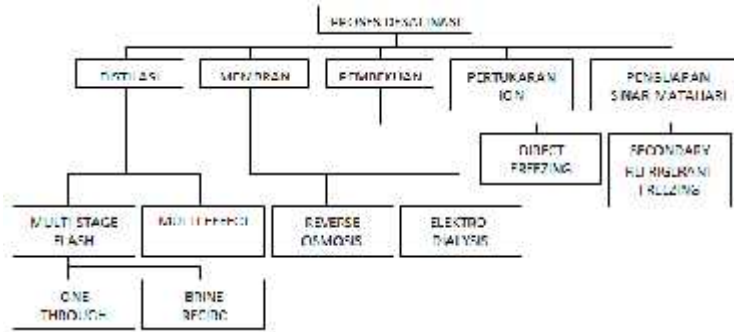 PROSES DESALINASI
DISTILASI
MEMBRAN
PEMBEKUAN
PERTUKARAN
ION
PENGUAPAN
SINAR MATAHARI
DIRECT
FREEZING
SECONDARY
REFRIGERANT
FREEZING
MULTI STAGE
FLASH
MULTI EFFECT
REVERSE
OSMOSIS
ELEKTRO
DIALYSIS
ONE
THROUGH
BRINE
RECIRC